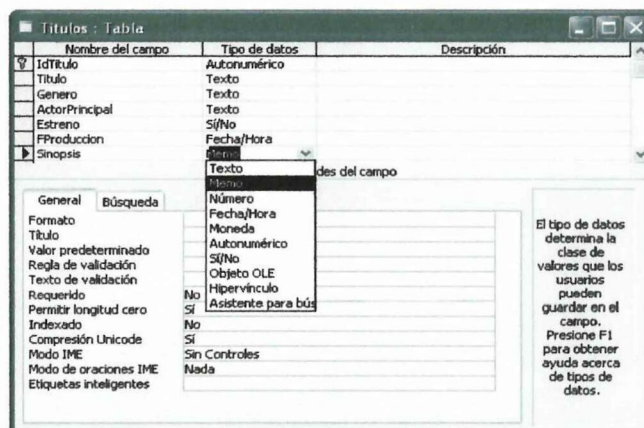 Titulos : Tabla
Nombre del campo Tipo de datos Descripción
IdTitulo Autonumérico
Titulo Texto
Genero Texto
ActorPrincipal Texto
Estreno Sí/No
FProduccion Fecha/Hora
Sinopsis Memo
Texto
des del campo
Memo
Número
Fecha/Hora
Moneda
Autonumérico
Sí/No
Objeto OLE
Hipervínculo
Asistente para bús
General Búsqueda
Formato
Título
Valor predeterminado
Regla de validación
Texto de validación
Requerido No
Permitir longitud cero Sí
Indexado No
Compresión Unicode Sí
Modo IME Sin Controles
Modo de oraciones IME Nada
Etiquetas inteligentes
El tipo de datos
determina la
clase de
valores que los
usuarios
pueden
guardar en el
campo.
Presione F1
para obtener
ayuda acerca
de tipos de
datos.